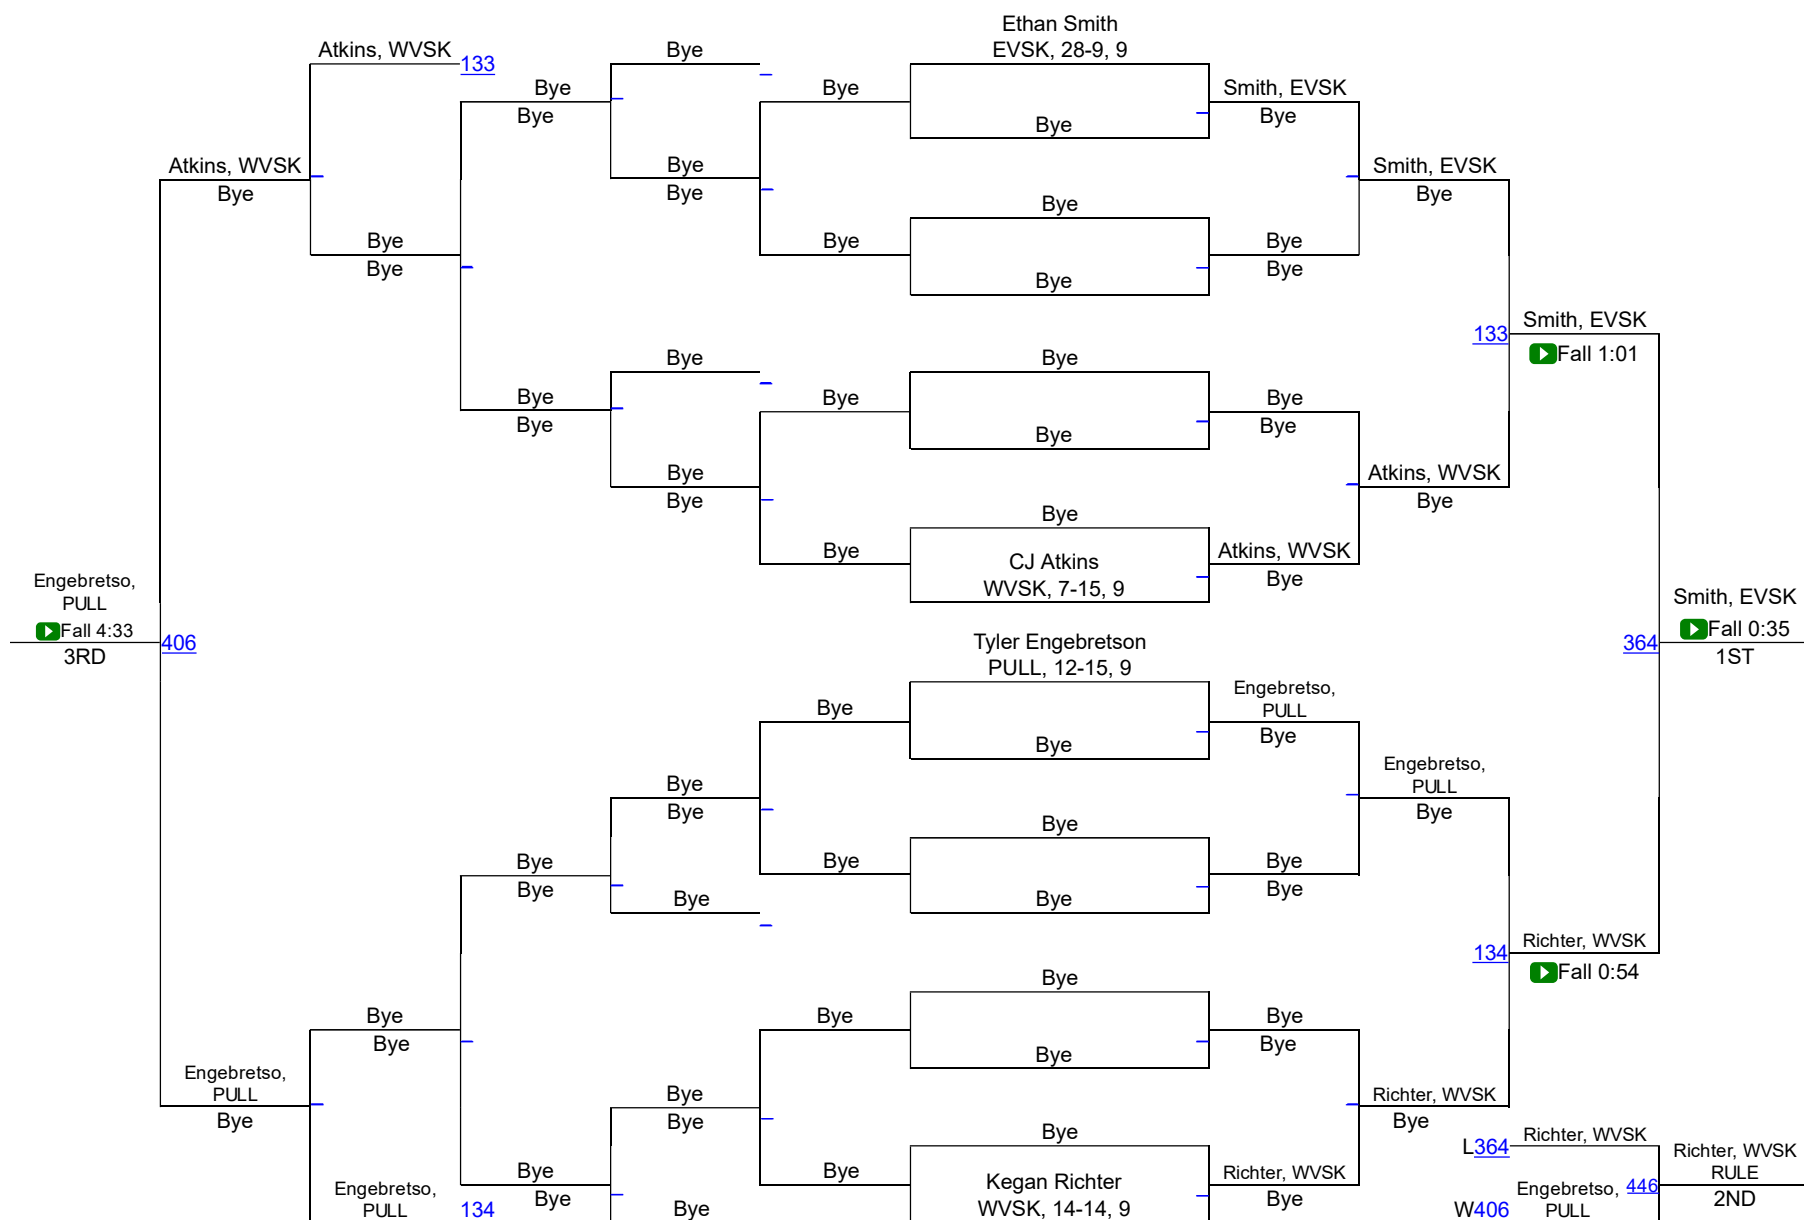 Ethan Smith
EVSK, 28-9, 9
Atkins, WVSK
133
Bye
Bye
Bye
Bye
Smith, EVSK
Bye
Bye
Bye
Atkins, WVSK
Bye
Bye
Bye
Smith, EVSK
Bye
Bye
Bye
Bye
Bye
Bye
Bye
Bye
Bye
133
Smith, EVSK
Fall 1:01
Bye
Bye
Bye
Bye
Bye
Bye
Bye
Bye
Bye
Bye
Atkins, WVSK
Bye
Bye
Bye
CJ Atkins
WVSK, 7-15, 9
Atkins, WVSK
Bye
Engebretso,
PULL
Fall 4:33
3RD
406
Smith, EVSK
Fall 0:35
1ST
364
Tyler Engebretson
PULL, 12-15, 9
Bye
Engebretso,
PULL
Bye
Bye
Bye
Bye
Engebretso,
PULL
Bye
Bye
Bye
Bye
Bye
Bye
Bye
Bye
Bye
Bye
134
Richter, WVSK
Fall 0:54
Bye
Bye
Bye
Bye
Bye
Bye
Bye
Engebretso,
PULL
Bye
Bye
Bye
Richter, WVSK
Bye
Bye
L364
Richter, WVSK
Richter, WVSK
RULE
2ND
Bye
Bye
Bye
Kegan Richter
WVSK, 14-14, 9
Richter, WVSK
Bye
Engebretso,
PULL
134
Bye
W406
Engebretso,
PULL
446